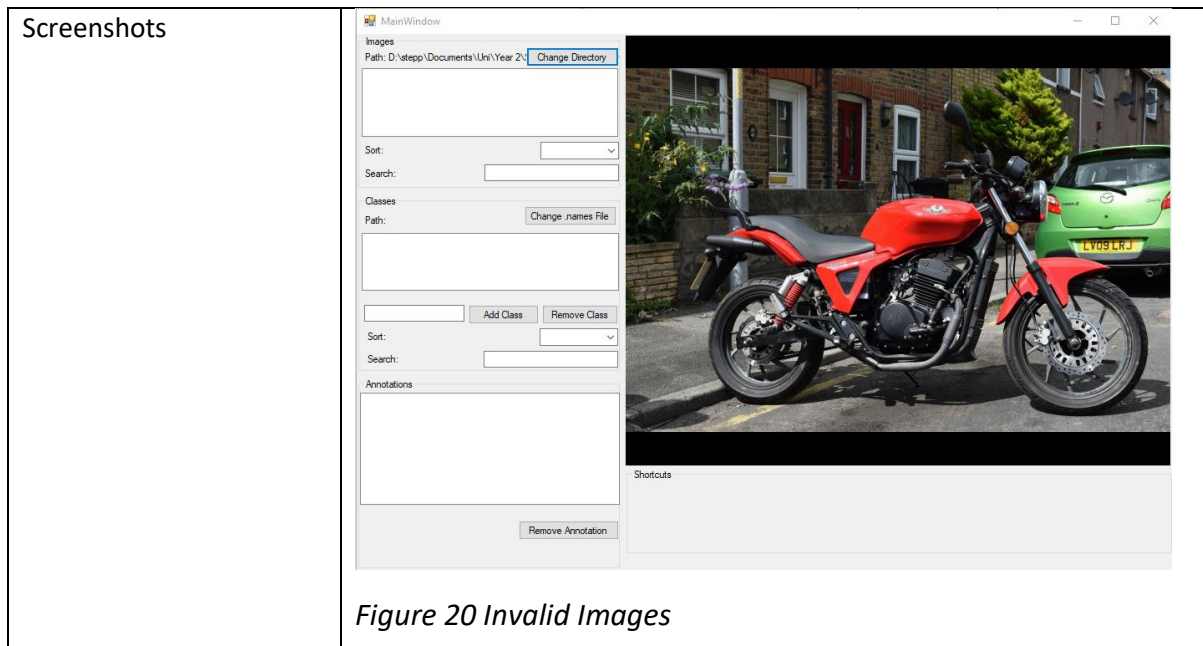 Screenshots
MainWindow
Images
Path: D:\stepp\Documents\Uni\Year 2\
Change Directory
Sort:
Search:
Classes
Path:
Change .names File
Add Class
Remove Class
Sort:
Search:
Annotations
Remove Annotation
LV09 LRJ
Shortcuts
Figure 20 Invalid Images